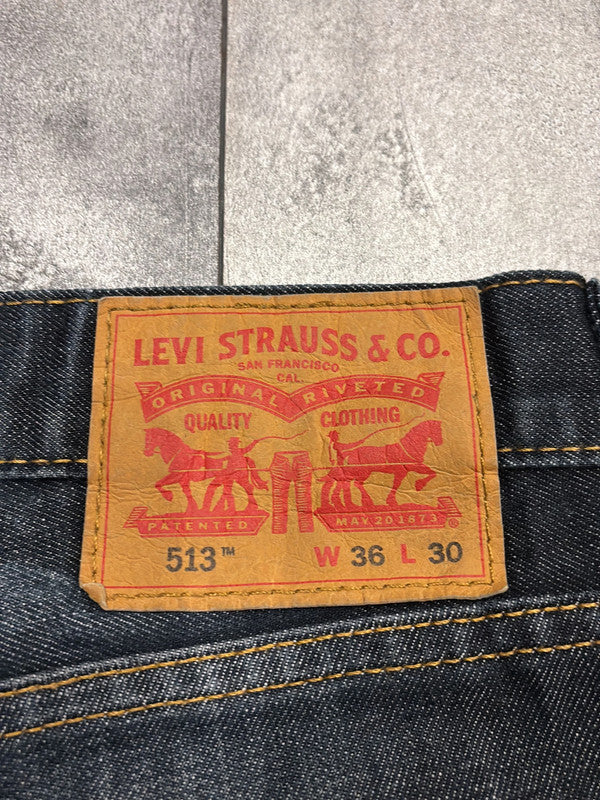 LEVI STRAUSS & CO.
SAN FRANCISCO
CAL.
ORIGINAL RIVETED
QUALITY CLOTHING
PATENTED MAY 20 1873 ®
513™ W 36 L 30